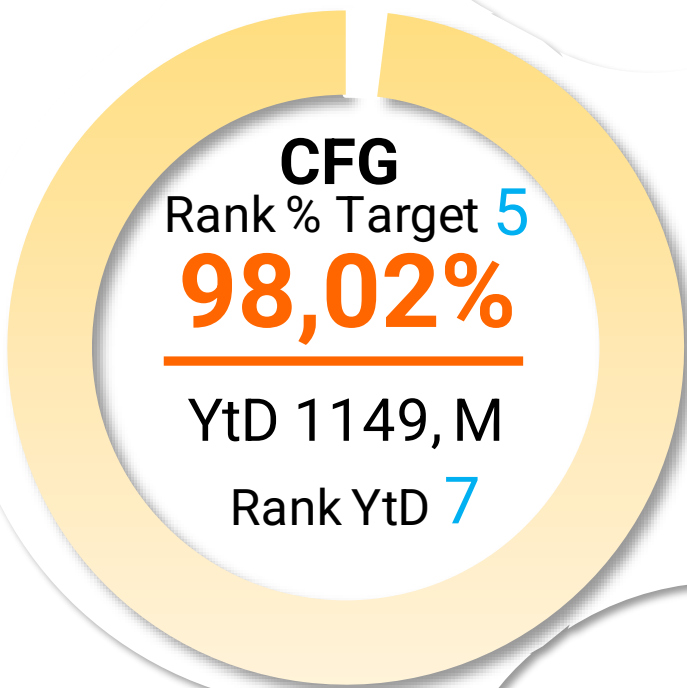 CFG
Rank % Target 5
98,02%
YtD 1149, M
Rank YtD 7